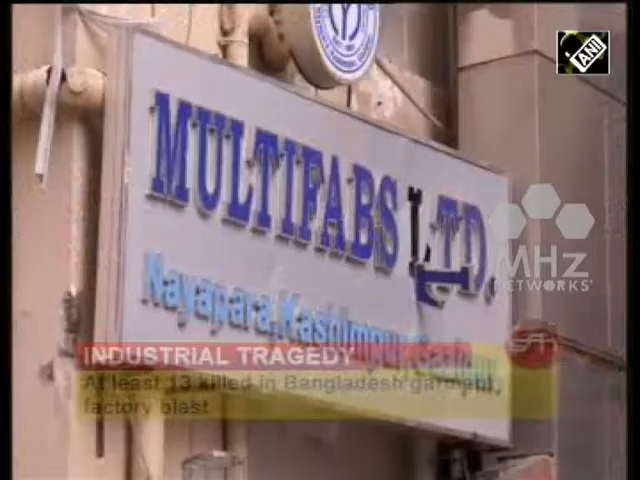 ANI
MULTIFABS LTD.
Nayapara, Kashimpur, Gazipur.
MHZ
NETWORKS
INDUSTRIAL TRAGEDY
At least 13 killed in Bangladesh garment
factory blast